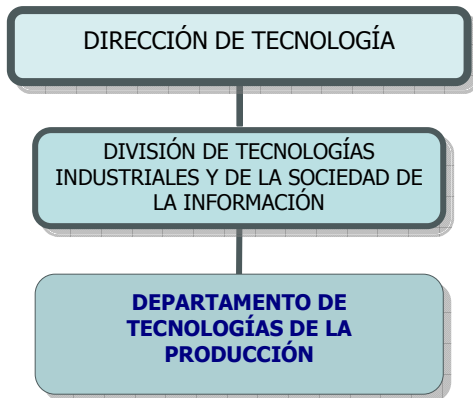 DIRECCIÓN DE TECNOLOGÍA
DIVISIÓN DE TECNOLOGÍAS
INDUSTRIALES Y DE LA SOCIEDAD DE
LA INFORMACIÓN
DEPARTAMENTO DE
TECNOLOGÍAS DE LA
PRODUCCIÓN